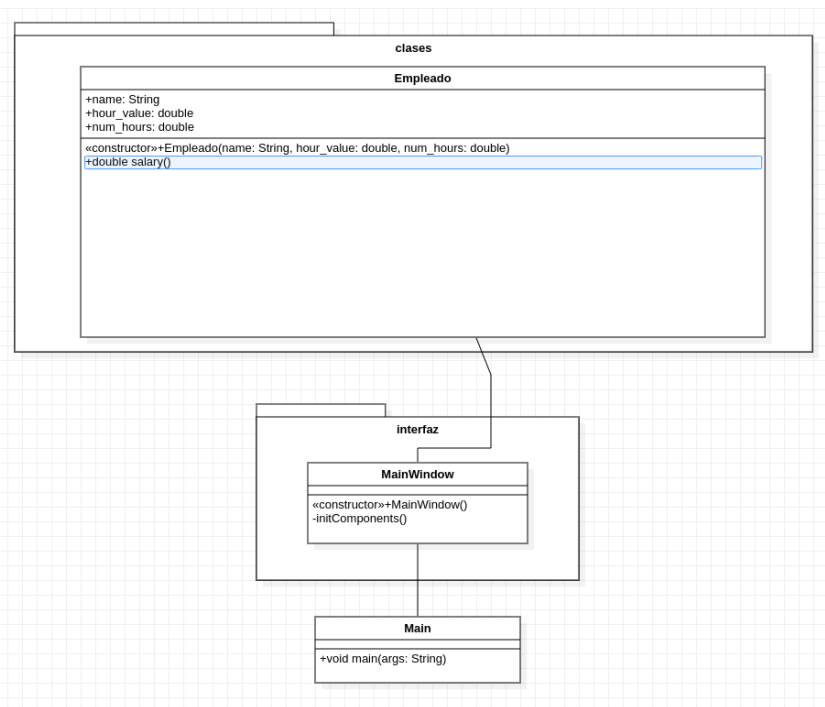 clases
Empleado
+name: String
+hour_value: double
+num_hours: double
«constructor»+Empleado(name: String, hour_value: double, num_hours: double)
+double salary()
interfaz
MainWindow
«constructor»+MainWindow()
-initComponents()
Main
+void main(args: String)